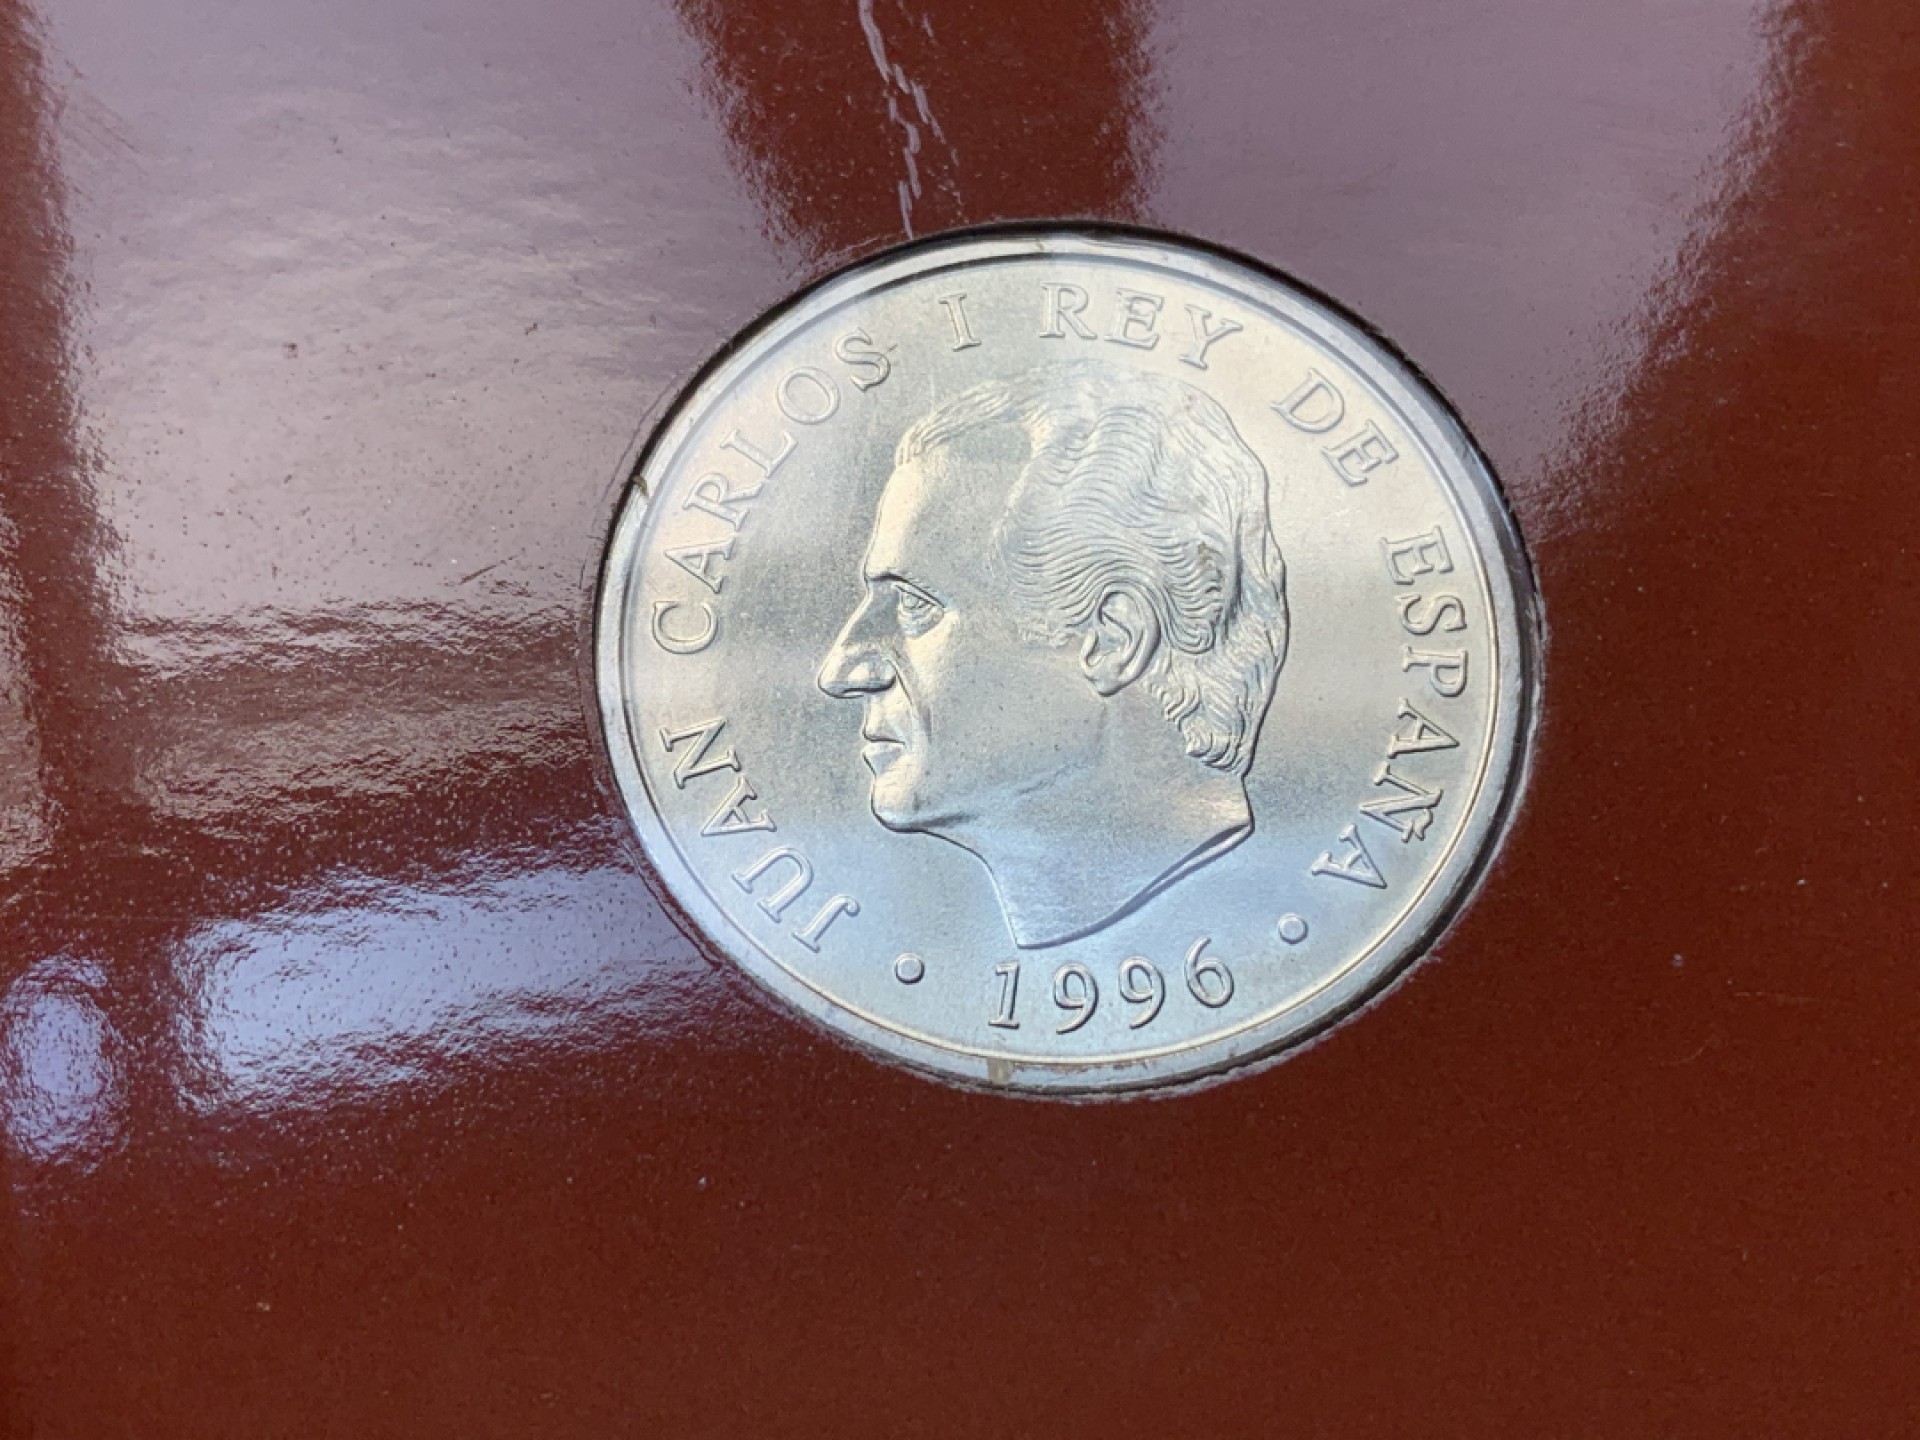 JUAN CARLOS I REY DE ESPAÑA
• 1996 •